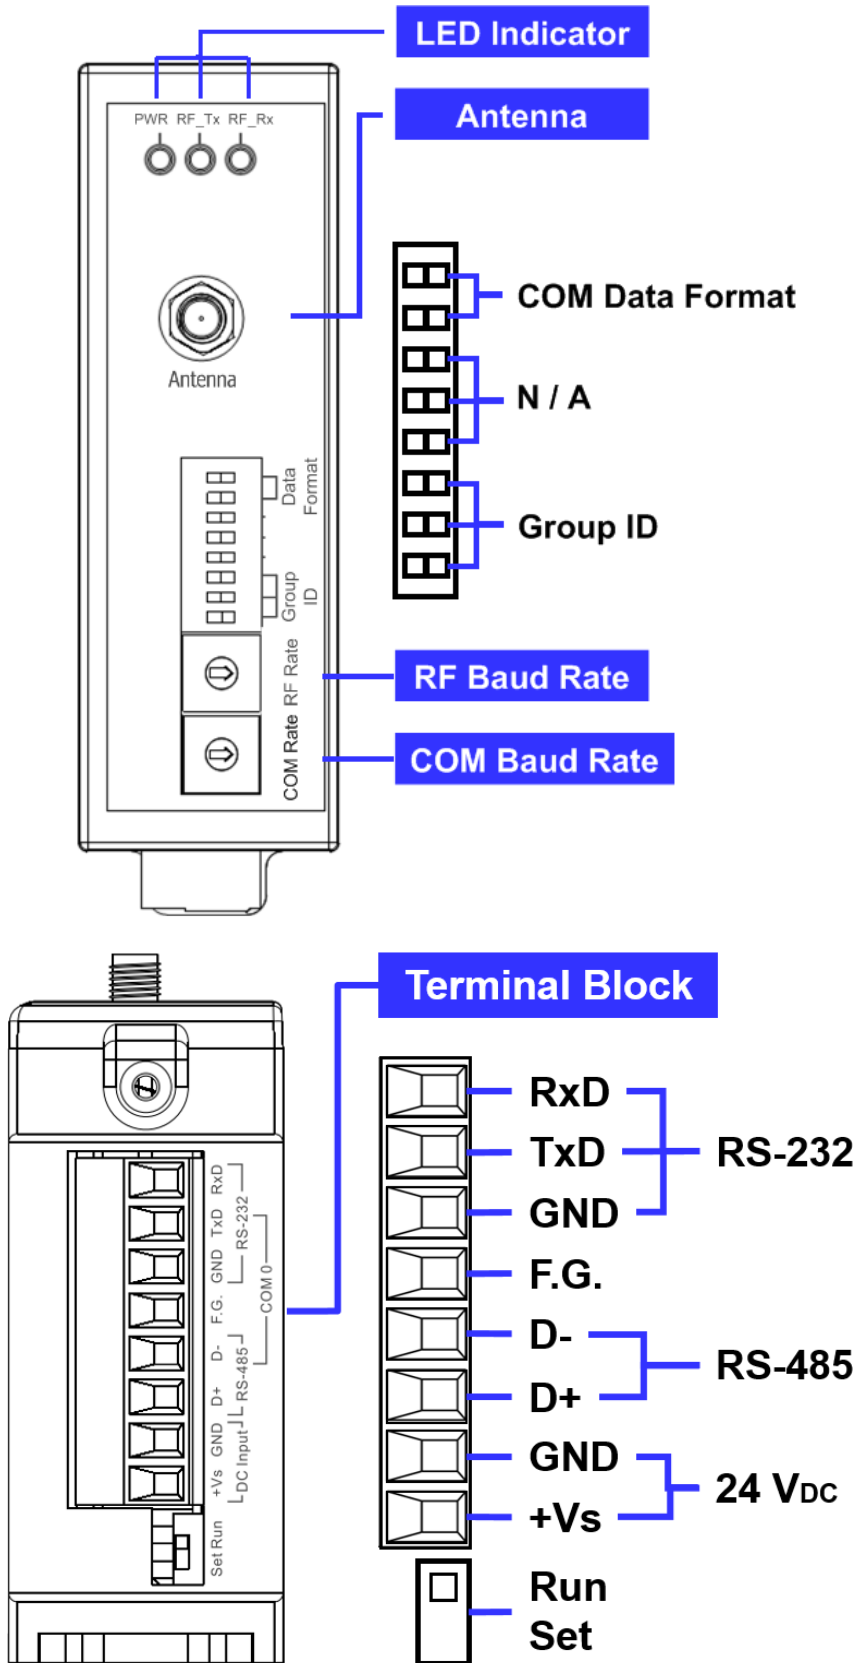 LED Indicator
PWR RF_Tx RF_Rx
Antenna
Antenna
COM Data Format
N / A
Group ID
Data
Format
Group
ID
RF Rate
COM Rate
RF Baud Rate
COM Baud Rate
Terminal Block
RxD
TxD
GND
F.G.
D-
D+
GND
+Vs
RS-232
RS-485
DC Input
COM 0
Set Run
RxD
TxD
GND
RS-232
F.G.
D-
D+
RS-485
GND
+Vs
24 VDC
Run
Set